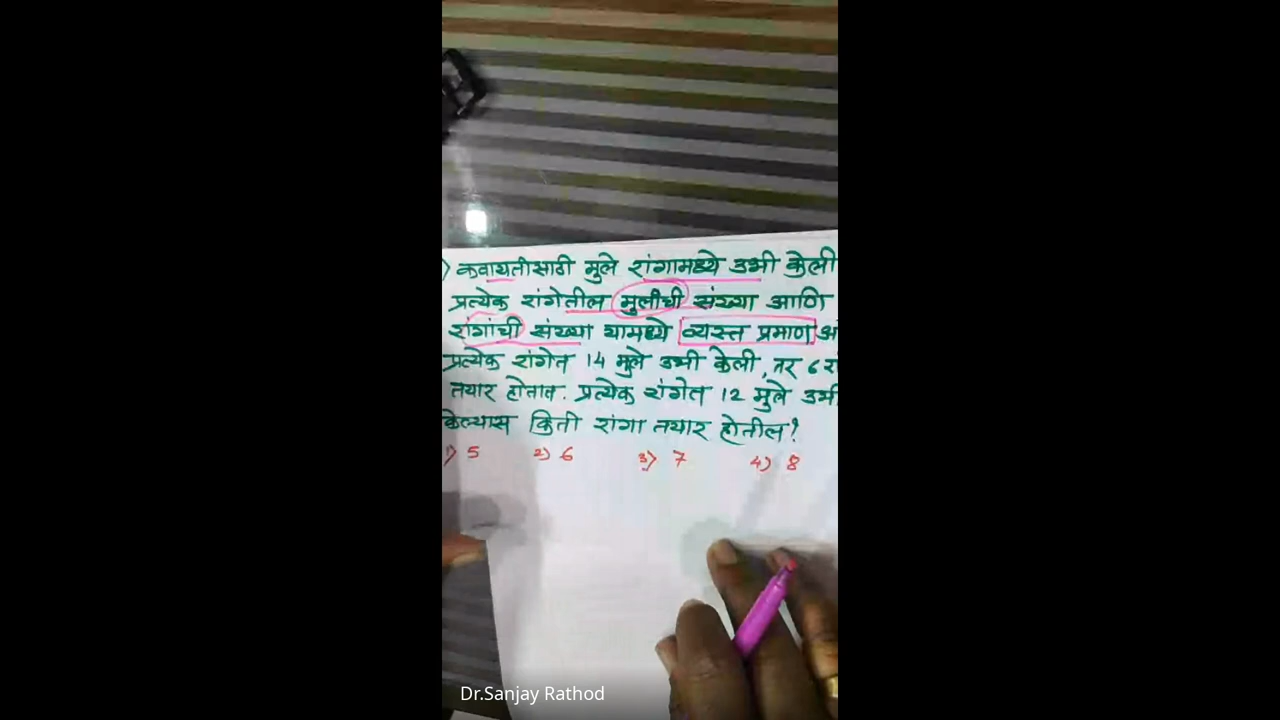 ) कवायतीसाठी मुले रांगामध्ये उभी केली
प्रत्येक रांगेतील मुलांची संख्या आणि
रांगांची संख्या यामध्ये व्यस्त प्रमाण
प्रत्येक रांगेत 14 मुले उभी केली, तर 6
तयार होतात. प्रत्येक रांगेत 12 मुले उभी
केल्यास किती रांगा तयार होतील?
1) 5 2) 6 3) 7 4) 8
Dr.Sanjay Rathod